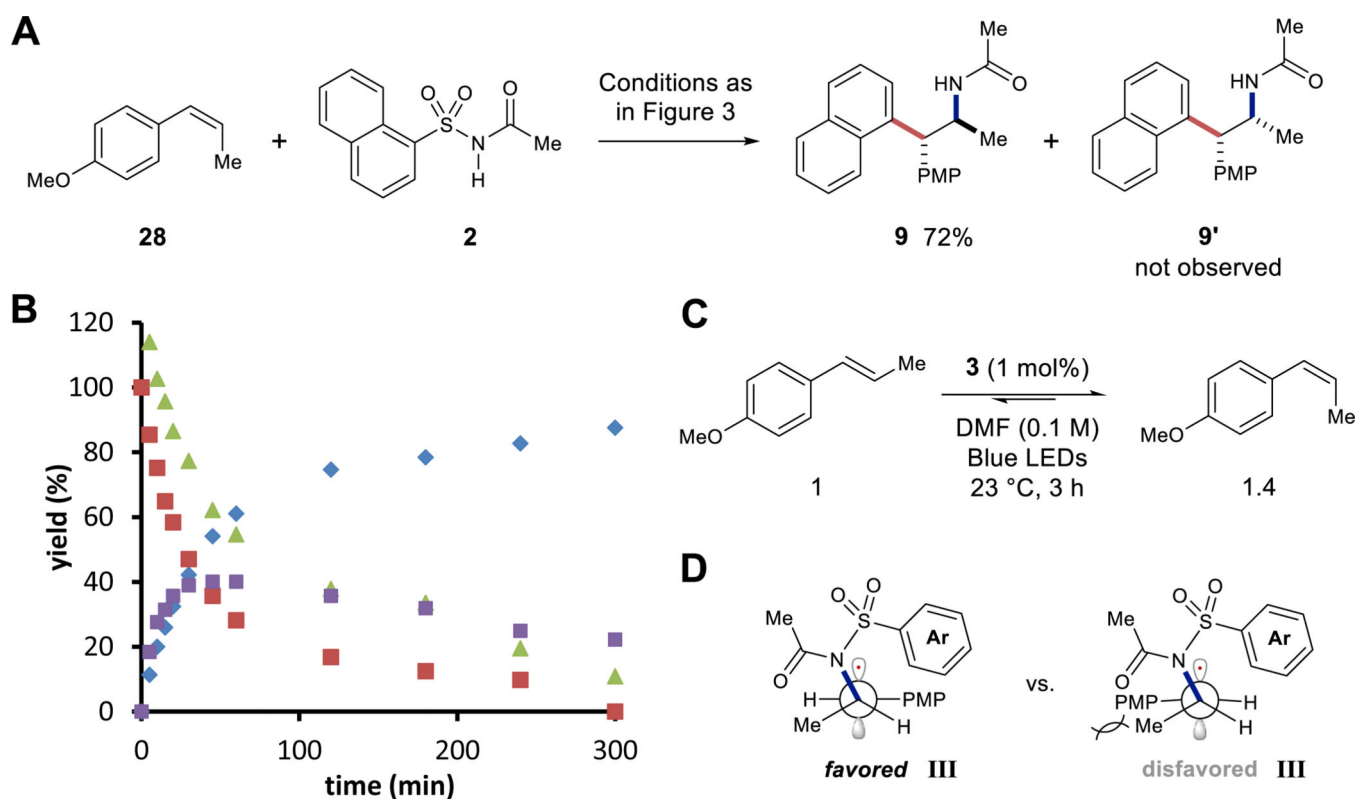 A
MeO
Me
28
+
O O
S
N
H
O
Me
2
Conditions as
in Figure 3
Me
HN
O
Me
PMP
9 72%
+
Me
HN
O
Me
PMP
9'
not observed
B
yield (%)
120
100
80
60
40
20
0
0 100 200 300
time (min)
C
MeO
Me
1
3 (1 mol%)
DMF (0.1 M)
Blue LEDs
23 °C, 3 h
MeO
Me
1.4
D
O O
S
Ar
Me
N
O
H
PMP
Me
H
favored III
vs.
O O
S
Ar
Me
N
O
PMP
H
Me
H
disfavored III